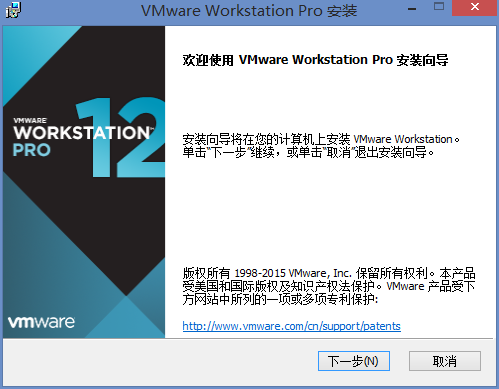 VMware Workstation Pro 安装
欢迎使用 VMware Workstation Pro 安装向导
VMWARE
WORKSTATION
PRO
12
安装向导将在您的计算机上安装 VMware Workstation。
单击“下一步”继续，或单击“取消”退出安装向导。
版权所有 1998-2015 VMware, Inc. 保留所有权利。本产品
受美国和国际版权及知识产权法保护。VMware 产品受下
方网站中所列的一项或多项专利保护:
http://www.vmware.com/cn/support/patents
vmware
下一步(N)
取消